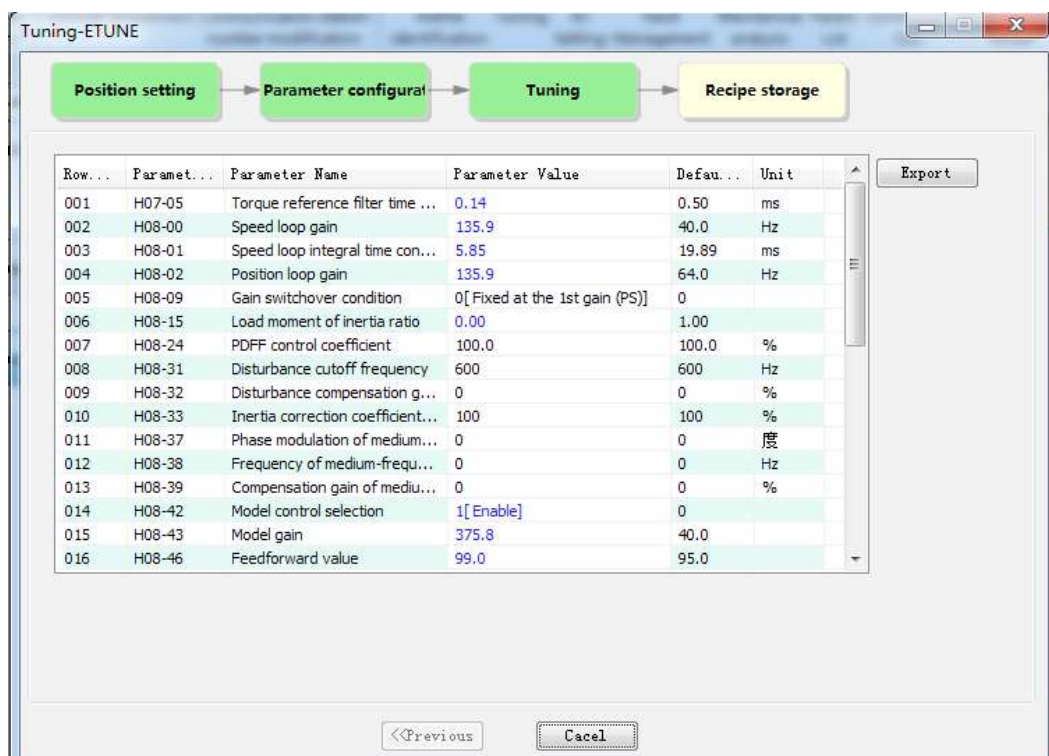 Tuning-ETUNE
Position setting Parameter configurat Tuning Recipe storage
Row... Paramet... Parameter Name Parameter Value Defau... Unit
Export
001 H07-05 Torque reference filter time ... 0.14 0.50 ms
002 H08-00 Speed loop gain 135.9 40.0 Hz
003 H08-01 Speed loop integral time con... 5.85 19.89 ms
004 H08-02 Position loop gain 135.9 64.0 Hz
005 H08-09 Gain switchover condition 0[Fixed at the 1st gain (PS)] 0
006 H08-15 Load moment of inertia ratio 0.00 1.00
007 H08-24 PDFF control coefficient 100.0 100.0 %
008 H08-31 Disturbance cutoff frequency 600 600 Hz
009 H08-32 Disturbance compensation g... 0 0 %
010 H08-33 Inertia correction coefficient... 100 100 %
011 H08-37 Phase modulation of medium... 0 0 度
012 H08-38 Frequency of medium-frequ... 0 0 Hz
013 H08-39 Compensation gain of mediu... 0 0 %
014 H08-42 Model control selection 1[Enable] 0
015 H08-43 Model gain 375.8 40.0
016 H08-46 Feedforward value 99.0 95.0
<<Previous Cacel